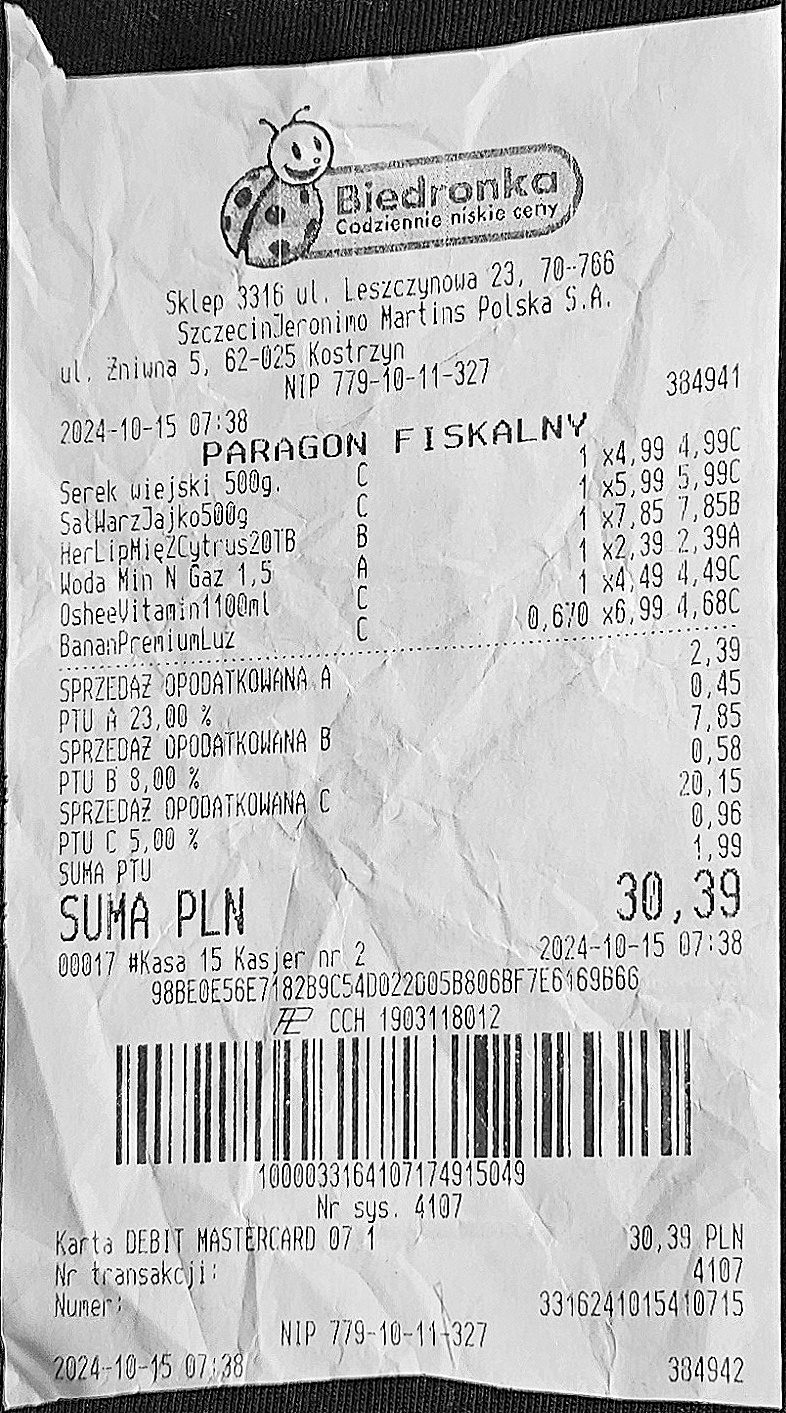 Biedronka
Codziennie niskie ceny
Sklep 3316 ul. Leszczynowa 23, 70-766
SzczecinJeronimo Martins Polska S.A.
ul. Żniwna 5, 62-025 Kostrzyn
NIP 779-10-11-327
2024-10-15 07:38 384941
PARAGON FISKALNY
Serek wiejski 500g. C 1 x4,99 4,99C
SalWarzJajko500g C 1 x5,99 5,99C
HerLipMięZCytrus20TB B 1 x7,85 7,85B
Woda Min N Gaz 1,5 A 1 x2,39 2,39A
OsheeVitamin1100ml C 1 x4,49 4,49C
BananPremiumLuz C 0,670 x6,99 4,68C
SPRZEDAŻ OPODATKOWANA A 2,39
PTU A 23,00 % 0,45
SPRZEDAŻ OPODATKOWANA B 7,85
PTU B 8,00 % 0,58
SPRZEDAŻ OPODATKOWANA C 20,15
PTU C 5,00 % 0,96
SUMA PTU 1,99
SUMA PLN 30,39
00017 #Kasa 15 Kasjer nr 2 2024-10-15 07:38
98BE0E56E7182B9C54D022D05B806BF7E6169B66
CCH 1903118012
1000033164107174915049
Nr sys. 4107
Karta DEBIT MASTERCARD 07 1 30,39 PLN
Nr transakcji: 4107
Numer: 3316241015410715
NIP 779-10-11-327
2024-10-15 07:38 384942